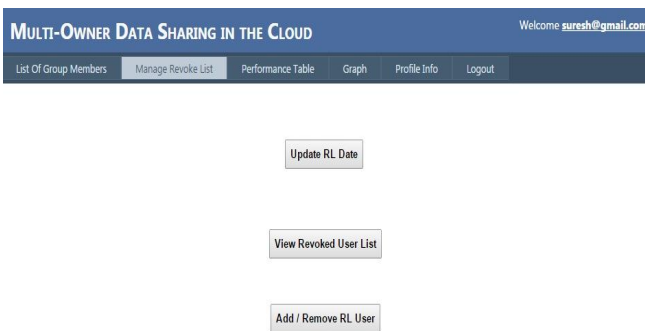 MULTI-OWNER DATA SHARING IN THE CLOUD
Welcome suresh@gmail.com
List Of Group Members Manage Revoke List Performance Table Graph Profile Info Logout
Update RL Date
View Revoked User List
Add / Remove RL User